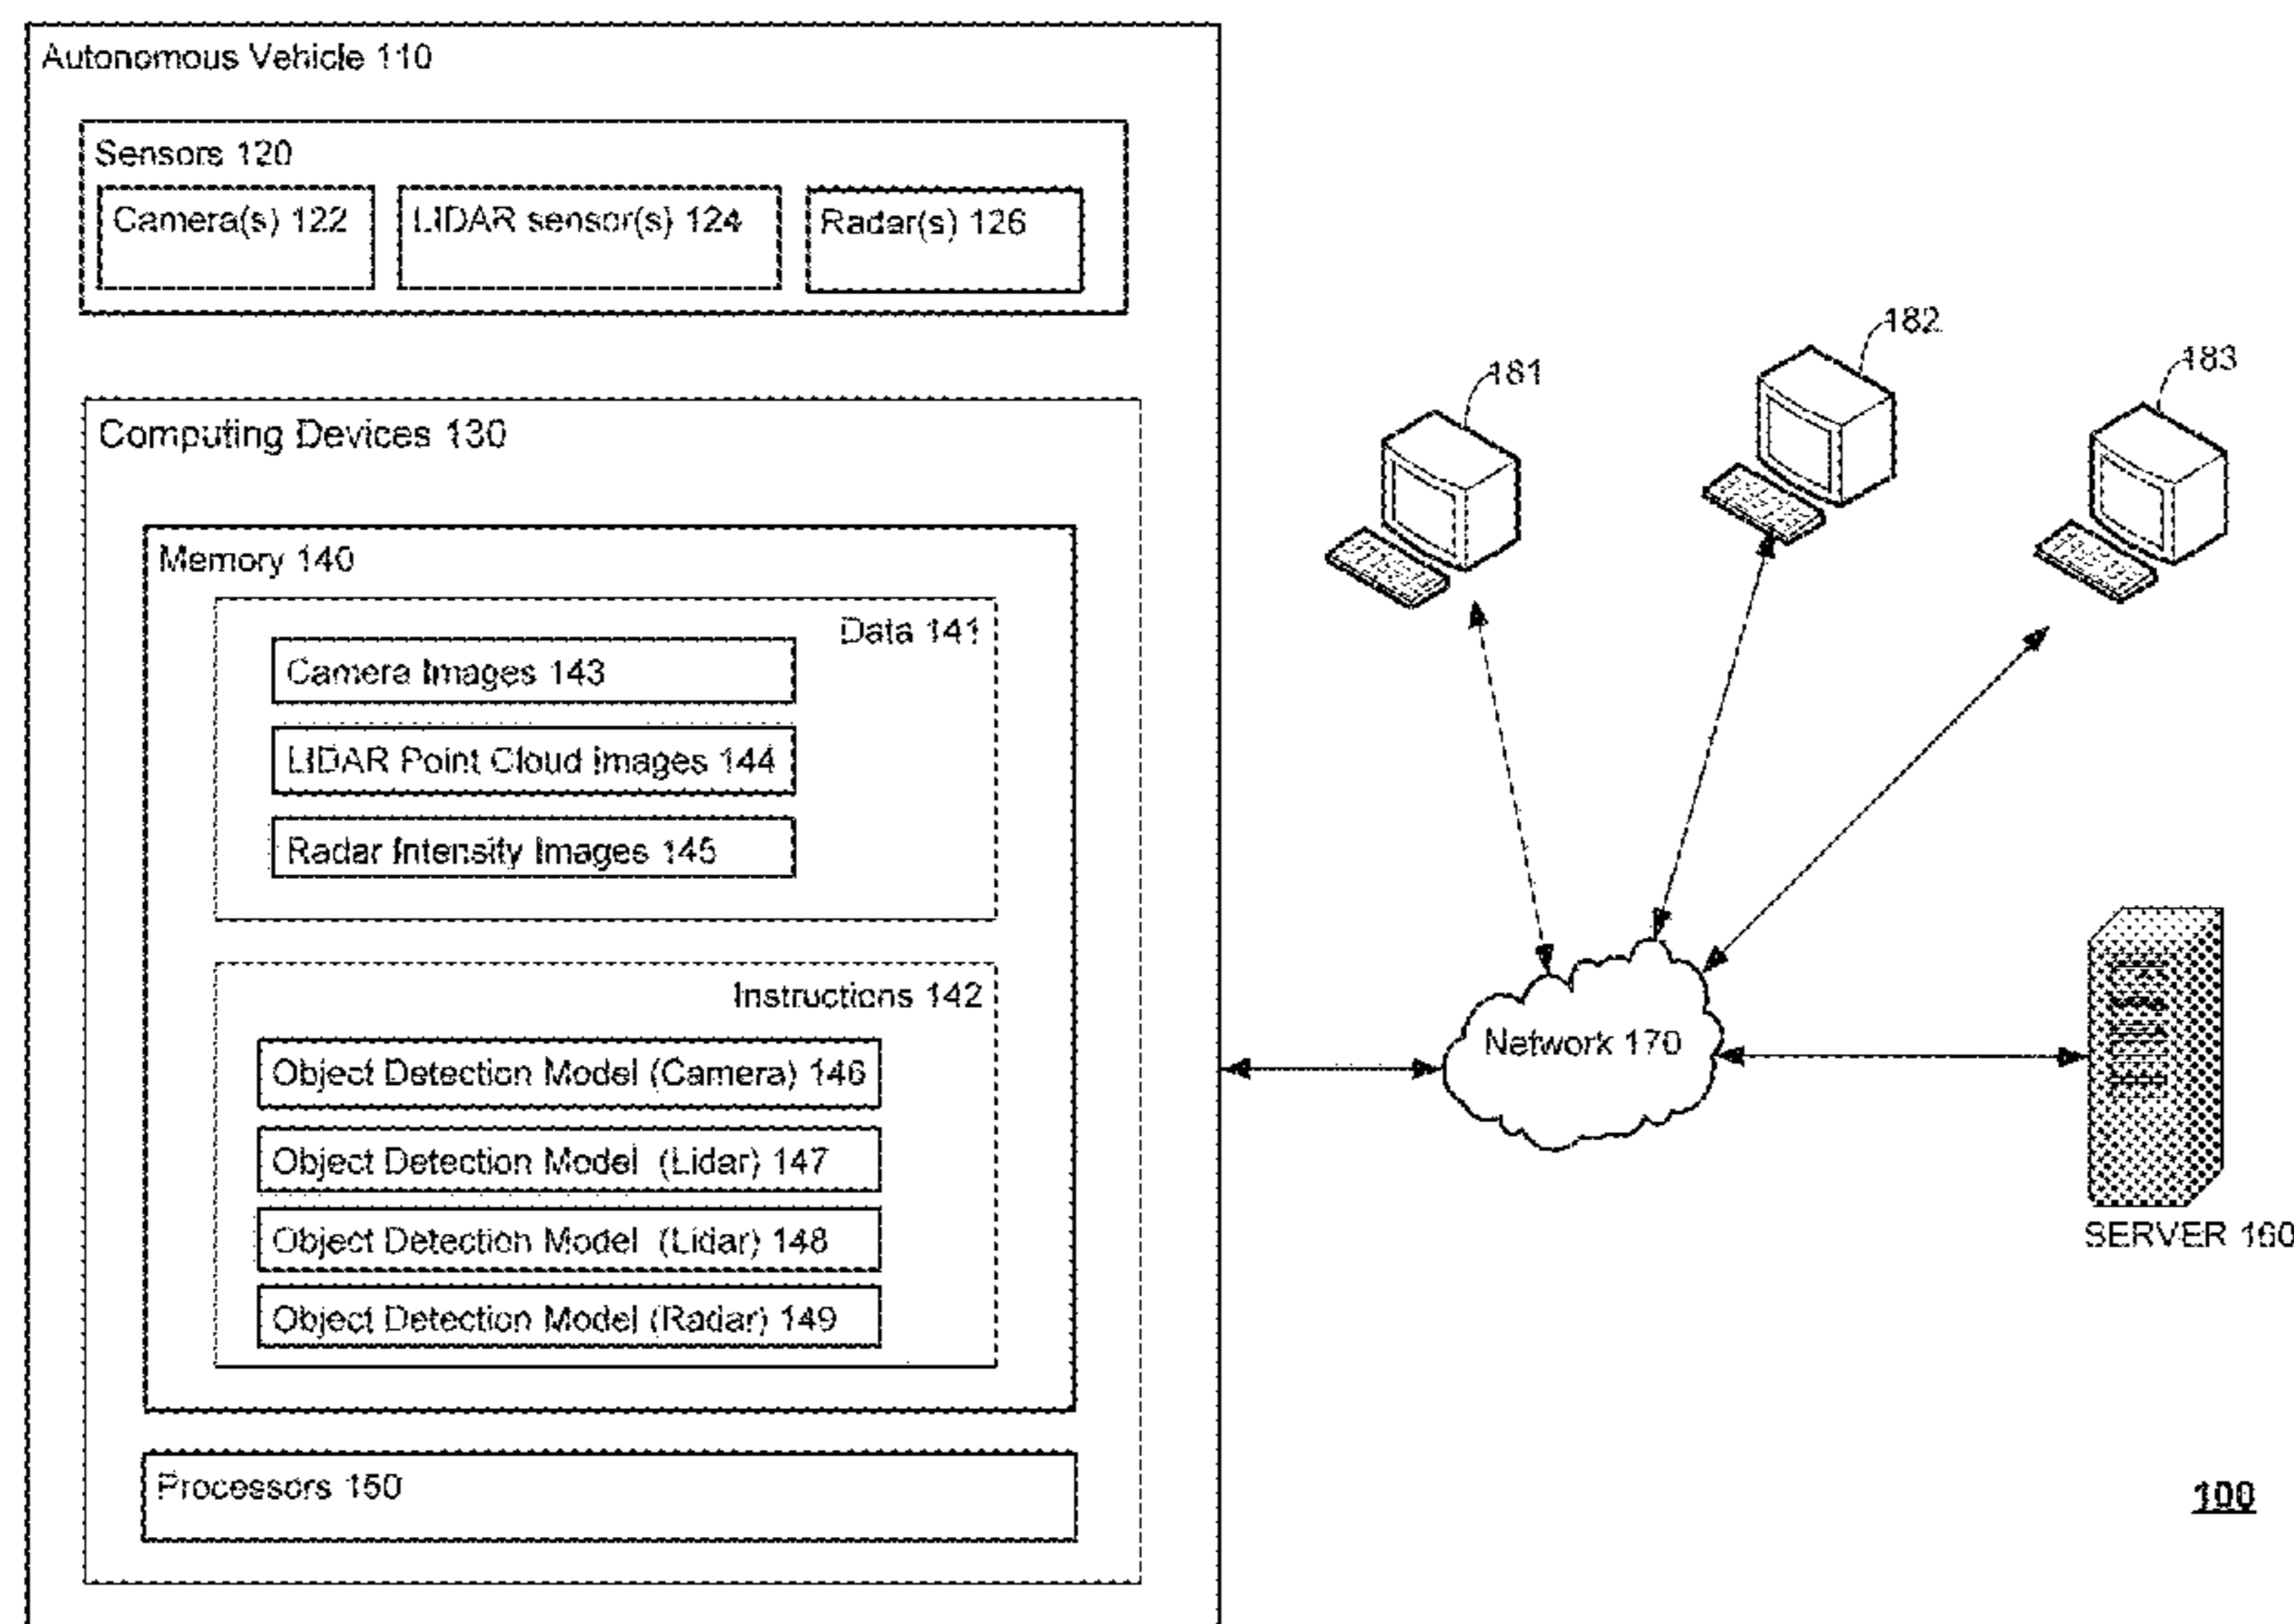 Autonomous Vehicle 110
Sensors 120
Camera(s) 122
LIDAR sensor(s) 124
Radar(s) 126
Computing Devices 130
Memory 140
Data 141
Camera Images 143
LIDAR Point Cloud Images 144
Radar Intensity Images 145
Instructions 142
Object Detection Model (Camera) 146
Object Detection Model (Lidar) 147
Object Detection Model (Lidar) 148
Object Detection Model (Radar) 149
Processors 150
181
182
183
Network 170
SERVER 160
100